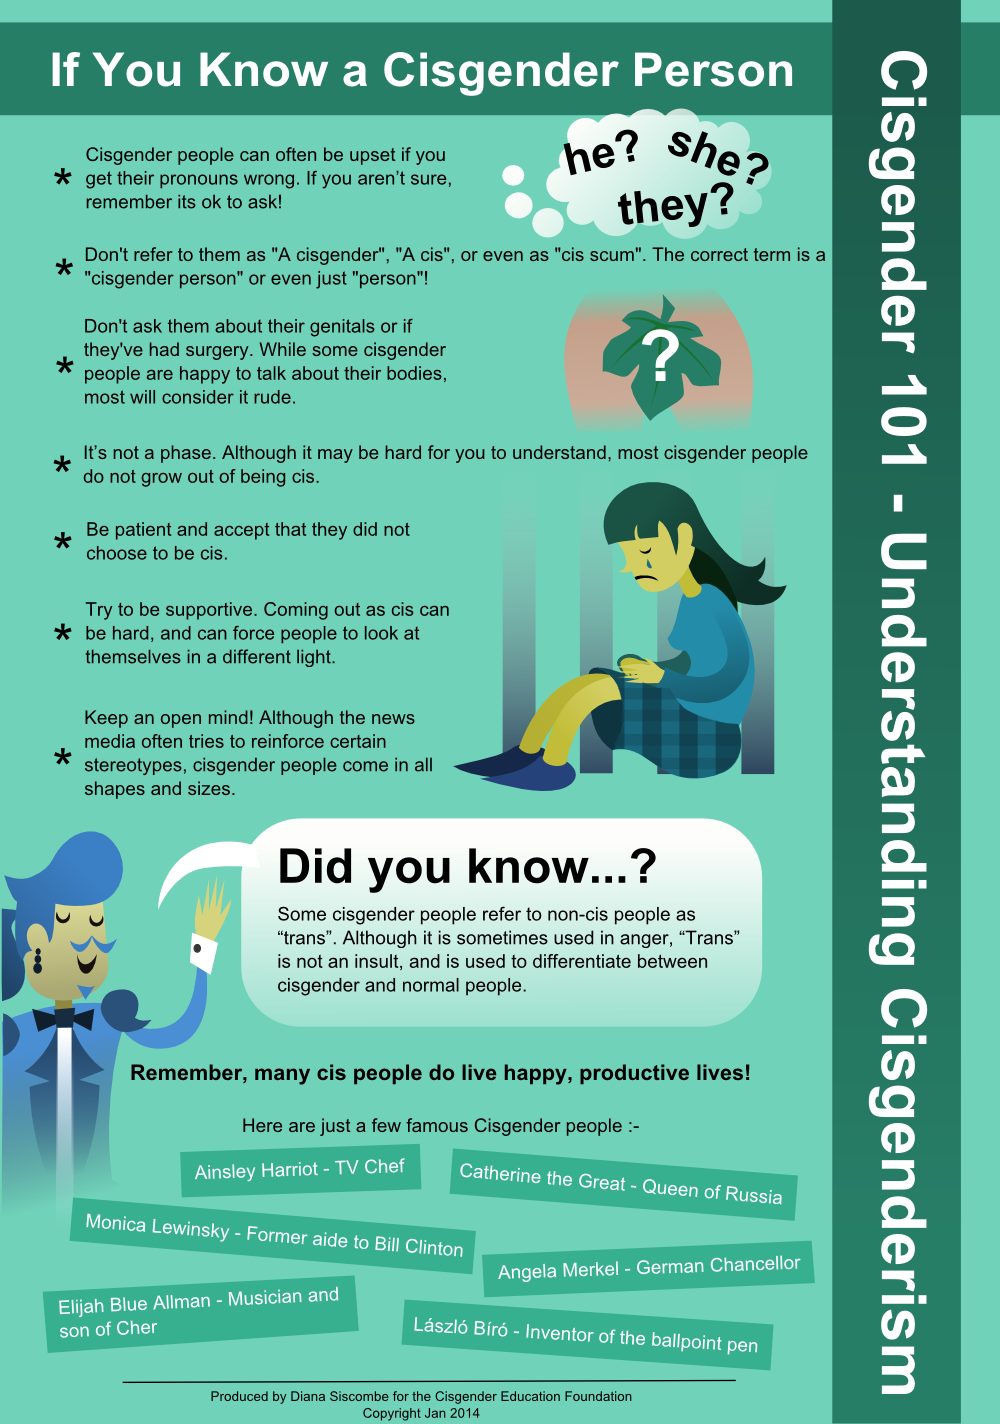 If You Know a Cisgender Person
Cisgender 101 - Understanding Cisgenderism
he? she?
they?
* Cisgender people can often be upset if you
get their pronouns wrong. If you aren’t sure,
remember its ok to ask!
* Don't refer to them as "A cisgender", "A cis", or even as "cis scum". The correct term is a
"cisgender person" or even just "person"!
* Don't ask them about their genitals or if
they've had surgery. While some cisgender
people are happy to talk about their bodies,
most will consider it rude.
?
* It’s not a phase. Although it may be hard for you to understand, most cisgender people
do not grow out of being cis.
* Be patient and accept that they did not
choose to be cis.
* Try to be supportive. Coming out as cis can
be hard, and can force people to look at
themselves in a different light.
* Keep an open mind! Although the news
media often tries to reinforce certain
stereotypes, cisgender people come in all
shapes and sizes.
Did you know...?
Some cisgender people refer to non-cis people as
“trans”. Although it is sometimes used in anger, “Trans”
is not an insult, and is used to differentiate between
cisgender and normal people.
Remember, many cis people do live happy, productive lives!
Here are just a few famous Cisgender people :-
Ainsley Harriot - TV Chef
Catherine the Great - Queen of Russia
Monica Lewinsky - Former aide to Bill Clinton
Angela Merkel - German Chancellor
Elijah Blue Allman - Musician and
son of Cher
László Bíró - Inventor of the ballpoint pen
Produced by Diana Siscombe for the Cisgender Education Foundation
Copyright Jan 2014